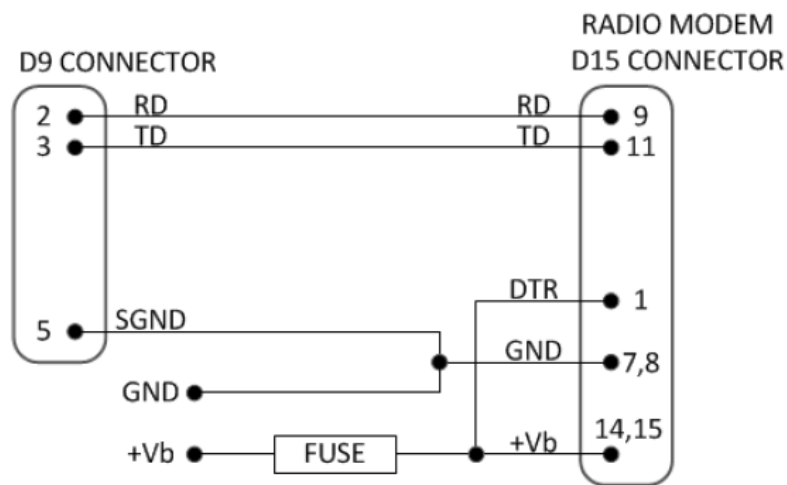 RADIO MODEM
D9 CONNECTOR
D15 CONNECTOR
2 RD RD 9
3 TD TD 11
DTR 1
5 SGND
GND 7,8
GND
14,15
+Vb FUSE +Vb